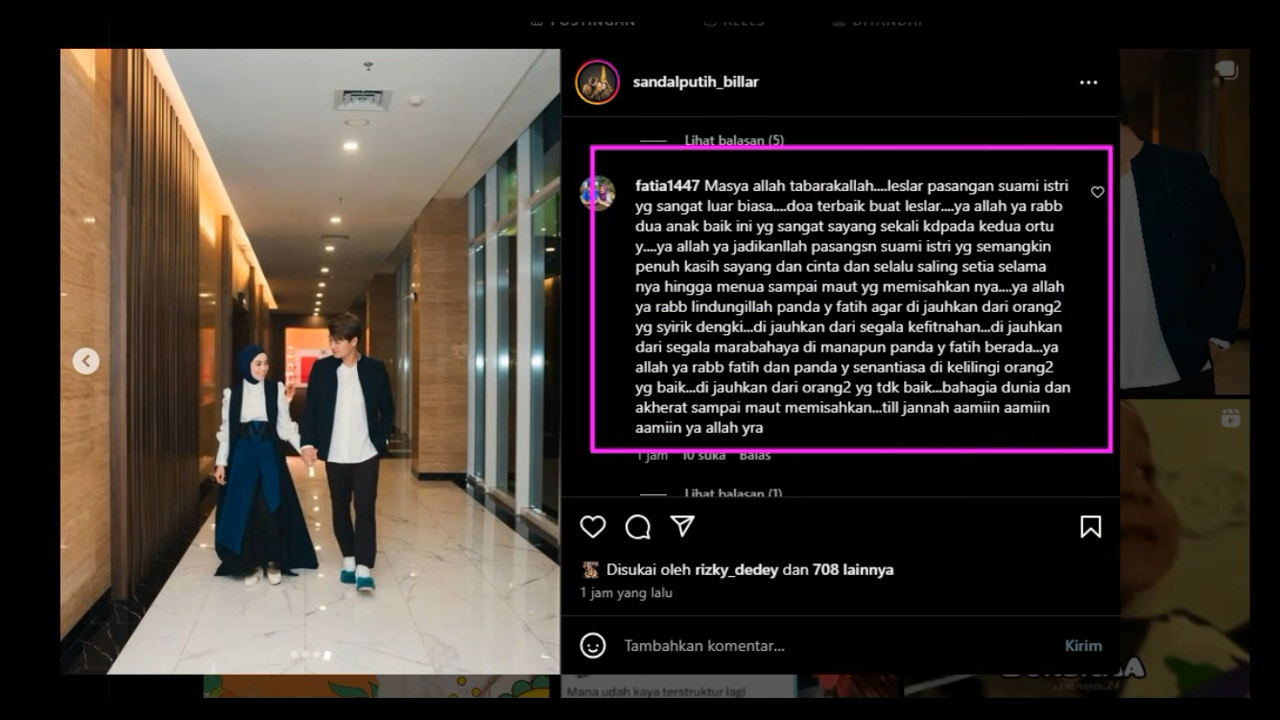 POSTINGAN REELS DITANDAI
sandalputih_billar
Lihat balasan (5)
fatia1447 Masya allah tabarakallah....leslar pasangan suami istri
yg sangat luar biasa....doa terbaik buat leslar....ya allah ya rabb
dua anak baik ini yg sangat sayang sekali kdpada kedua ortu
y....ya allah ya jadikanllah pasangsn suami istri yg semangkin
penuh kasih sayang dan cinta dan selalu saling setia selama
nya hingga menua sampai maut yg memisahkan nya....ya allah
ya rabb lindungillah panda y fatih agar di jauhkan dari orang2
yg syirik dengki...di jauhkan dari segala kefitnahan...di jauhkan
dari segala marabahaya di manapun panda y fatih berada...ya
allah ya rabb fatih dan panda y senantiasa di kelilingi orang2
yg baik...di jauhkan dari orang2 yg tdk baik...bahagia dunia dan
akherat sampai maut memisahkan...till jannah aamiin aamiin
aamiin ya allah yra
1 jam 10 suka Balas
Lihat balasan (1)
Disukai oleh rizky_dedey dan 708 lainnya
1 jam yang lalu
Tambahkan komentar...
Kirim
Mana udah kaya terstruktur lagi